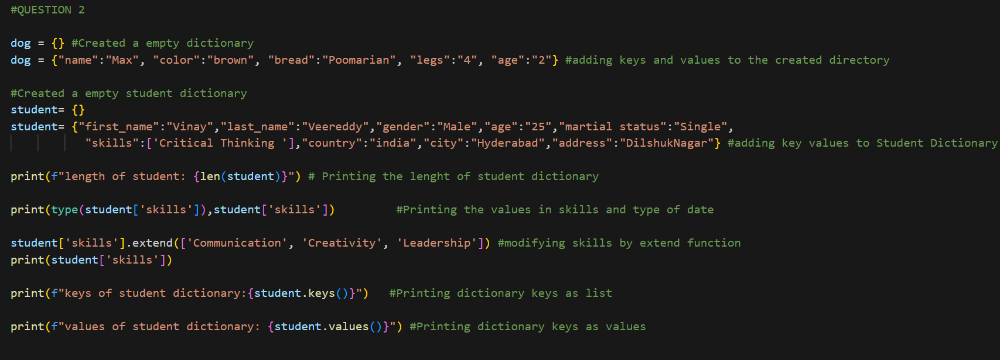 #QUESTION 2
dog = {} #Created a empty dictionary
dog = {"name":"Max", "color":"brown", "bread":"Poomarian", "legs":"4", "age":"2"} #adding keys and values to the created directory
#Created a empty student dictionary
student= {}
student= {"first_name":"Vinay","last_name":"Veereddy","gender":"Male","age":"25","martial status":"Single",
"skills":['Critical Thinking '],"country":"india","city":"Hyderabad","address":"DilshukNagar"} #adding key values to Student Dictionary
print(f"length of student: {len(student)}") # Printing the lenght of student dictionary
print(type(student['skills']),student['skills']) #Printing the values in skills and type of date
student['skills'].extend(['Communication', 'Creativity', 'Leadership']) #modifying skills by extend function
print(student['skills'])
print(f"keys of student dictionary:{student.keys()}") #Printing dictionary keys as list
print(f"values of student dictionary: {student.values()}") #Printing dictionary keys as values